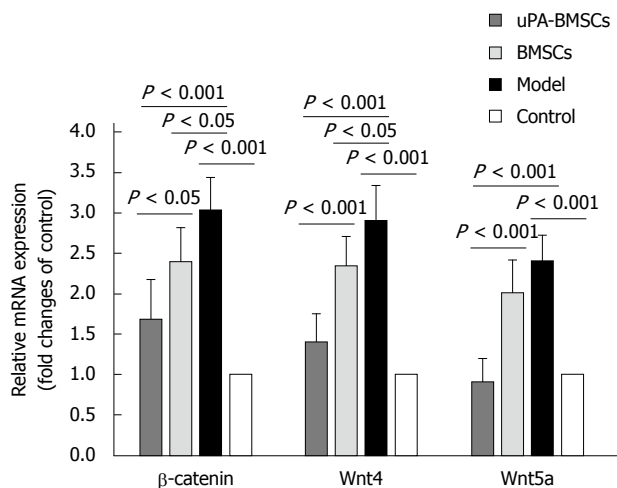 uPA-BMSCs
BMSCs
Model
Control
P < 0.001
P < 0.05
P < 0.001
P < 0.05
P < 0.001
P < 0.05
P < 0.001
P < 0.001
P < 0.001
P < 0.001
P < 0.001
4.0
3.5
3.0
2.5
2.0
1.5
1.0
0.5
0.0
Relative mRNA expression
(fold changes of control)
β-catenin
Wnt4
Wnt5a